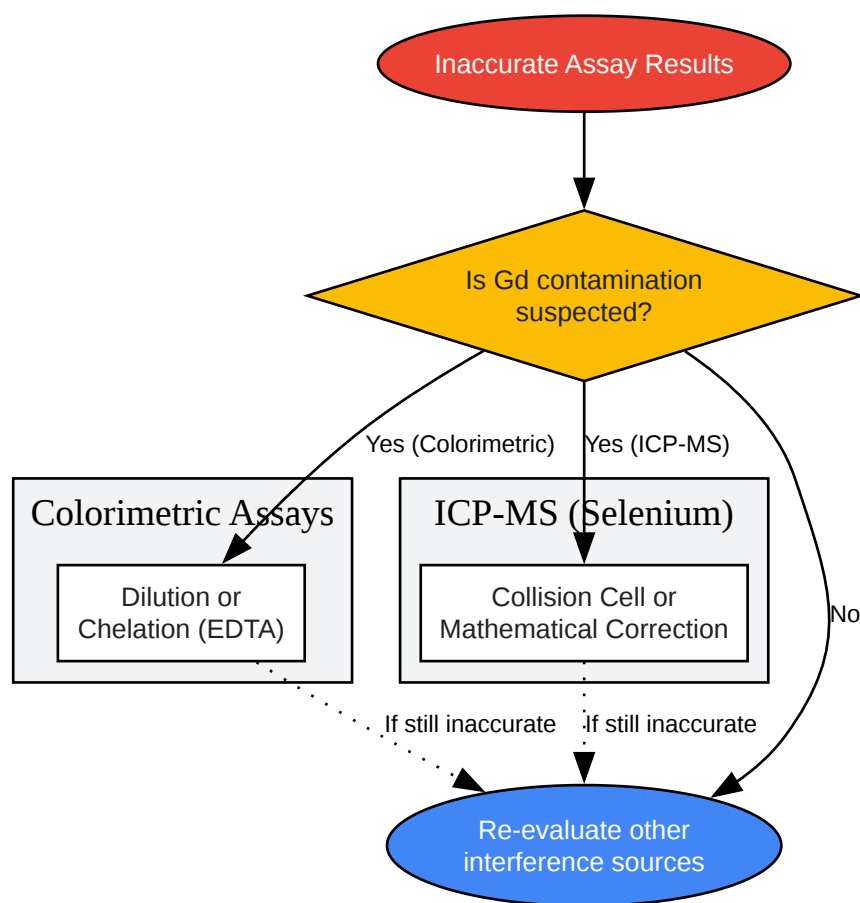 Inaccurate Assay Results
Is Gd contamination
suspected?
Yes (Colorimetric)
Yes (ICP-MS)
No
Colorimetric Assays
Dilution or
Chelation (EDTA)
ICP-MS (Selenium)
Collision Cell or
Mathematical Correction
If still inaccurate
If still inaccurate
Re-evaluate other
interference sources